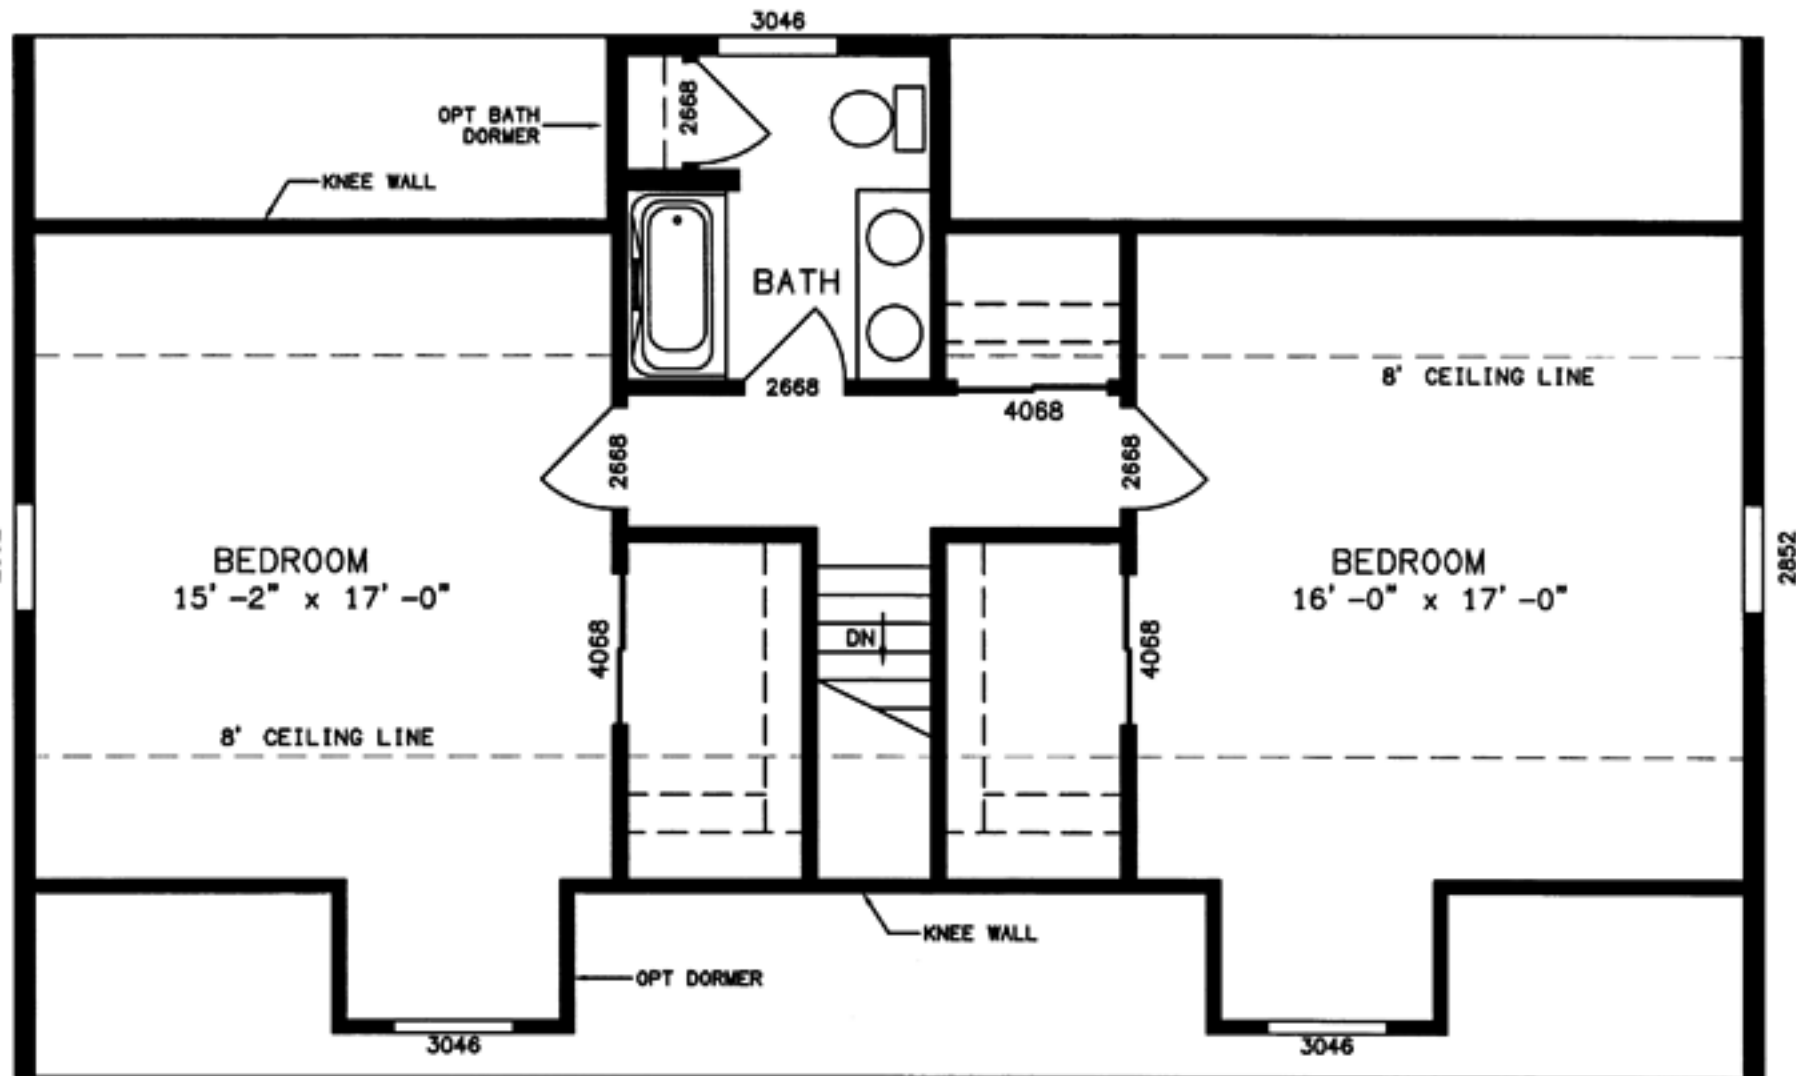 3046
OPT BATH
DORMER
2668
KNEE WALL
BATH
2668
4068
8' CEILING LINE
2668
2668
BEDROOM
15'-2" x 17'-0"
BEDROOM
16'-0" x 17'-0"
2852
4068
DN
4068
8' CEILING LINE
KNEE WALL
OPT DORMER
3046
3046